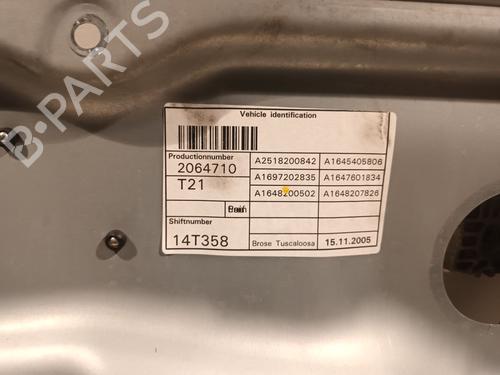 B-PARTS
Vehicle identification
Productionnumber
2064710
T21
Shiftnumber
14T358
A2518200842 A1645405806
A1697202835 A1647601834
A1648200502 A1648207826
Brose Tuscaloosa 15.11.2005